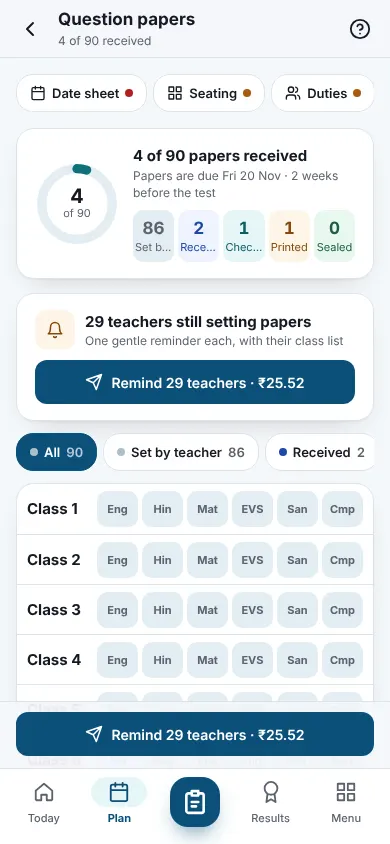 Question papers
4 of 90 received
Date sheet
Seating
Duties
4
of 90
4 of 90 papers received
Papers are due Fri 20 Nov · 2 weeks
before the test
86 2 1 1 0
Set b... Rece... Chec... Printed Sealed
29 teachers still setting papers
One gentle reminder each, with their class list
Remind 29 teachers · ₹25.52
All 90 Set by teacher 86 Received 2
Class 1 Eng Hin Mat EVS San Cmp
Class 2 Eng Hin Mat EVS San Cmp
Class 3 Eng Hin Mat EVS San Cmp
Class 4 Eng Hin Mat EVS San Cmp
Class 5
Remind 29 teachers · ₹25.52
Today Plan Results Menu